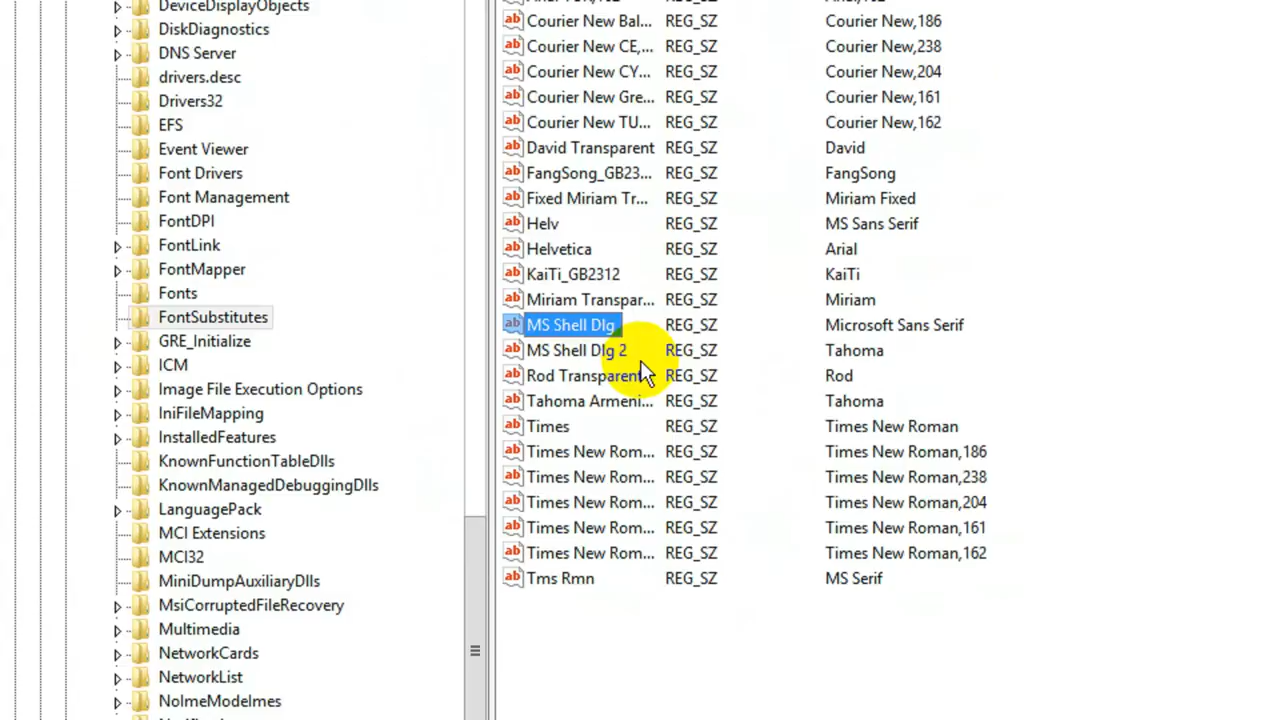 DeviceDisplayObjects
DiskDiagnostics
DNS Server
drivers.desc
Drivers32
EFS
Event Viewer
Font Drivers
Font Management
FontDPI
FontLink
FontMapper
Fonts
FontSubstitutes
GRE_Initialize
ICM
Image File Execution Options
IniFileMapping
InstalledFeatures
KnownFunctionTableDlls
KnownManagedDebuggingDlls
LanguagePack
MCI Extensions
MCI32
MiniDumpAuxiliaryDlls
MsiCorruptedFileRecovery
Multimedia
NetworkCards
NetworkList
NoImeModeImes
Courier New Bal... REG_SZ Courier New,186
Courier New CE,... REG_SZ Courier New,238
Courier New CY... REG_SZ Courier New,204
Courier New Gre... REG_SZ Courier New,161
Courier New TU... REG_SZ Courier New,162
David Transparent REG_SZ David
FangSong_GB23... REG_SZ FangSong
Fixed Miriam Tr... REG_SZ Miriam Fixed
Helv REG_SZ MS Sans Serif
Helvetica REG_SZ Arial
KaiTi_GB2312 REG_SZ KaiTi
Miriam Transpar... REG_SZ Miriam
MS Shell Dlg REG_SZ Microsoft Sans Serif
MS Shell Dlg 2 REG_SZ Tahoma
Rod Transparent REG_SZ Rod
Tahoma Armeni... REG_SZ Tahoma
Times REG_SZ Times New Roman
Times New Rom... REG_SZ Times New Roman,186
Times New Rom... REG_SZ Times New Roman,238
Times New Rom... REG_SZ Times New Roman,204
Times New Rom... REG_SZ Times New Roman,161
Times New Rom... REG_SZ Times New Roman,162
Tms Rmn REG_SZ MS Serif